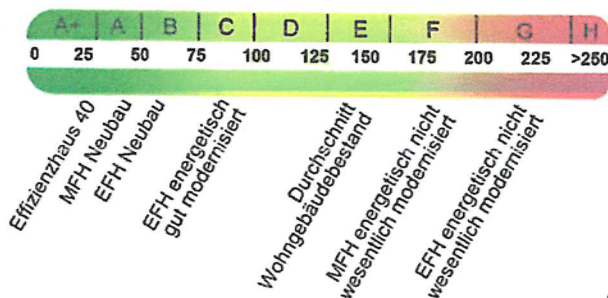 A+ A B C D E F G H
0 25 50 75 100 125 150 175 200 225 >250
Effizienzhaus 40
MFH Neubau
EFH Neubau
EFH energetisch
gut modernisiert
Durchschnitt
Wohngebäudebestand
MFH energetisch nicht
wesentlich modernisiert
EFH energetisch nicht
wesentlich modernisiert